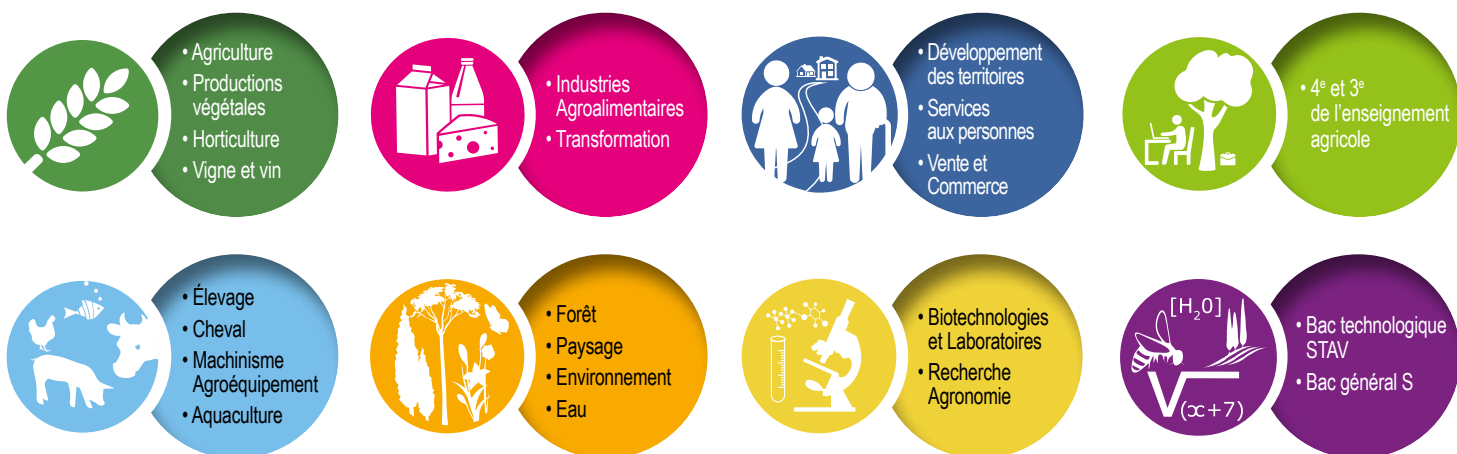 • Agriculture
• Productions
végétales
• Horticulture
• Vigne et vin
• Industries
Agroalimentaires
• Transformation
• Développement
des territoires
• Services
aux personnes
• Vente et
Commerce
• 4e et 3e
de l'enseignement
agricole
• Élevage
• Cheval
• Machinisme
Agroéquipement
• Aquaculture
• Forêt
• Paysage
• Environnement
• Eau
• Biotechnologies
et Laboratoires
• Recherche
Agronomie
[H₂0]
√(x+7)
• Bac technologique
STAV
• Bac général S